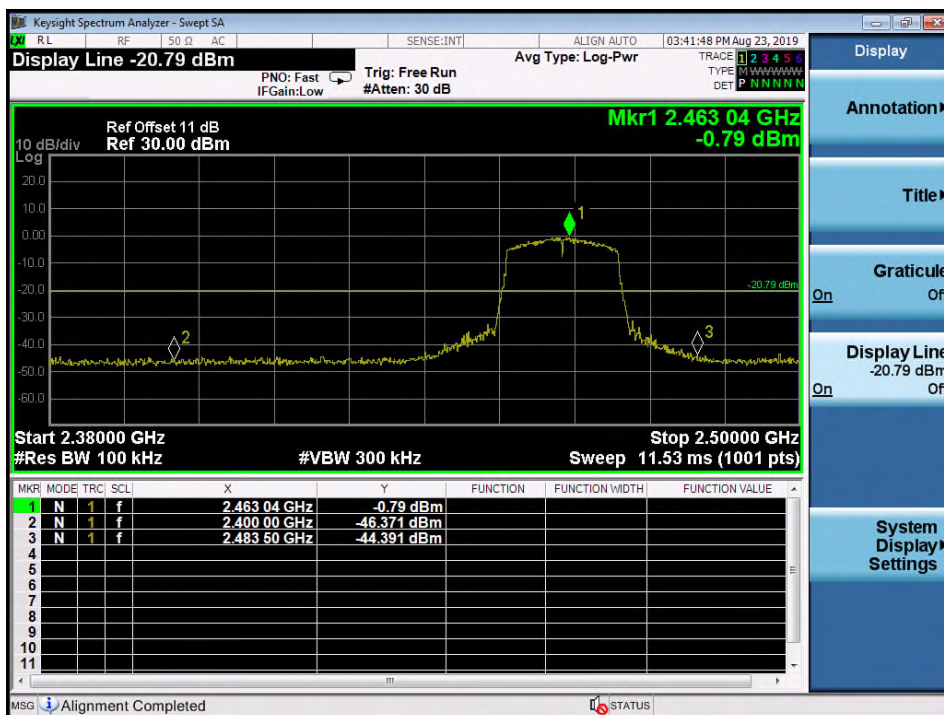 Keysight Spectrum Analyzer - Swept SA
LXI RL RF 50 Ω AC SENSE:INT ALIGN AUTO 03:41:48 PM Aug 23, 2019
Display Line -20.79 dBm
PNO: Fast
IFGain:Low
Trig: Free Run
#Atten: 30 dB
Avg Type: Log-Pwr
TRACE 1 2 3 4 5 6
TYPE M W W W W W
DET P N N N N N
Ref Offset 11 dB
10 dB/div Ref 30.00 dBm
Log
Mkr1 2.463 04 GHz
-0.79 dBm
20.0
10.0
0.00
-10.0
-20.0
-30.0
-40.0
-50.0
-60.0
1
-20.79 dBm
2
3
Start 2.38000 GHz Stop 2.50000 GHz
#Res BW 100 kHz #VBW 300 kHz Sweep 11.53 ms (1001 pts)
MKR MODE TRC SCL X Y FUNCTION FUNCTION WIDTH FUNCTION VALUE
1 N 1 f 2.463 04 GHz -0.79 dBm
2 N 1 f 2.400 00 GHz -46.371 dBm
3 N 1 f 2.483 50 GHz -44.391 dBm
4
5
6
7
8
9
10
11
MSG Alignment Completed STATUS
Display
Annotation
Title
Graticule
On Off
Display Line
-20.79 dBm
On Off
System
Display
Settings